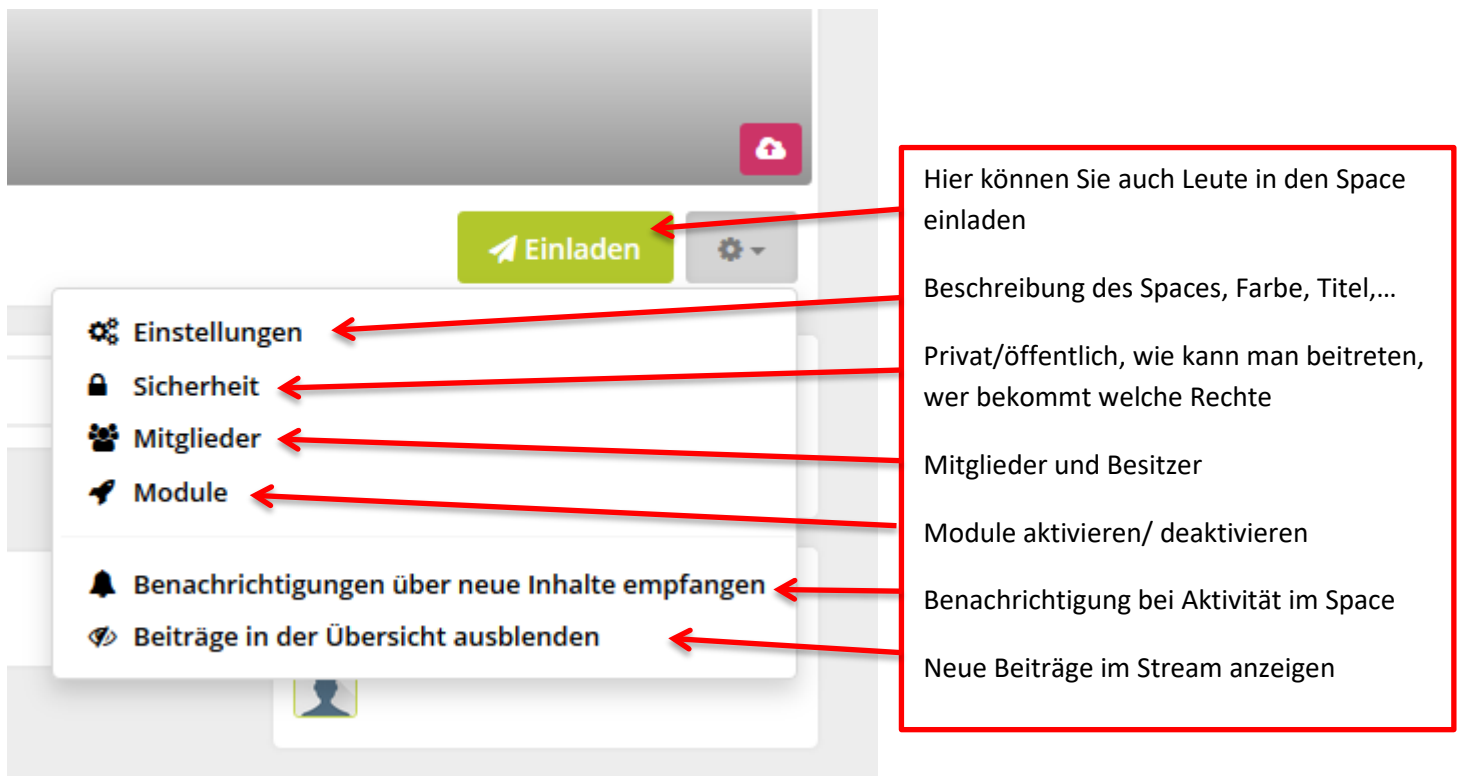 Einladen
Einstellungen
Sicherheit
Mitglieder
Module
Benachrichtigungen über neue Inhalte empfangen
Beiträge in der Übersicht ausblenden
Hier können Sie auch Leute in den Space
einladen
Beschreibung des Spaces, Farbe, Titel,…
Privat/öffentlich, wie kann man beitreten,
wer bekommt welche Rechte
Mitglieder und Besitzer
Module aktivieren/ deaktivieren
Benachrichtigung bei Aktivität im Space
Neue Beiträge im Stream anzeigen